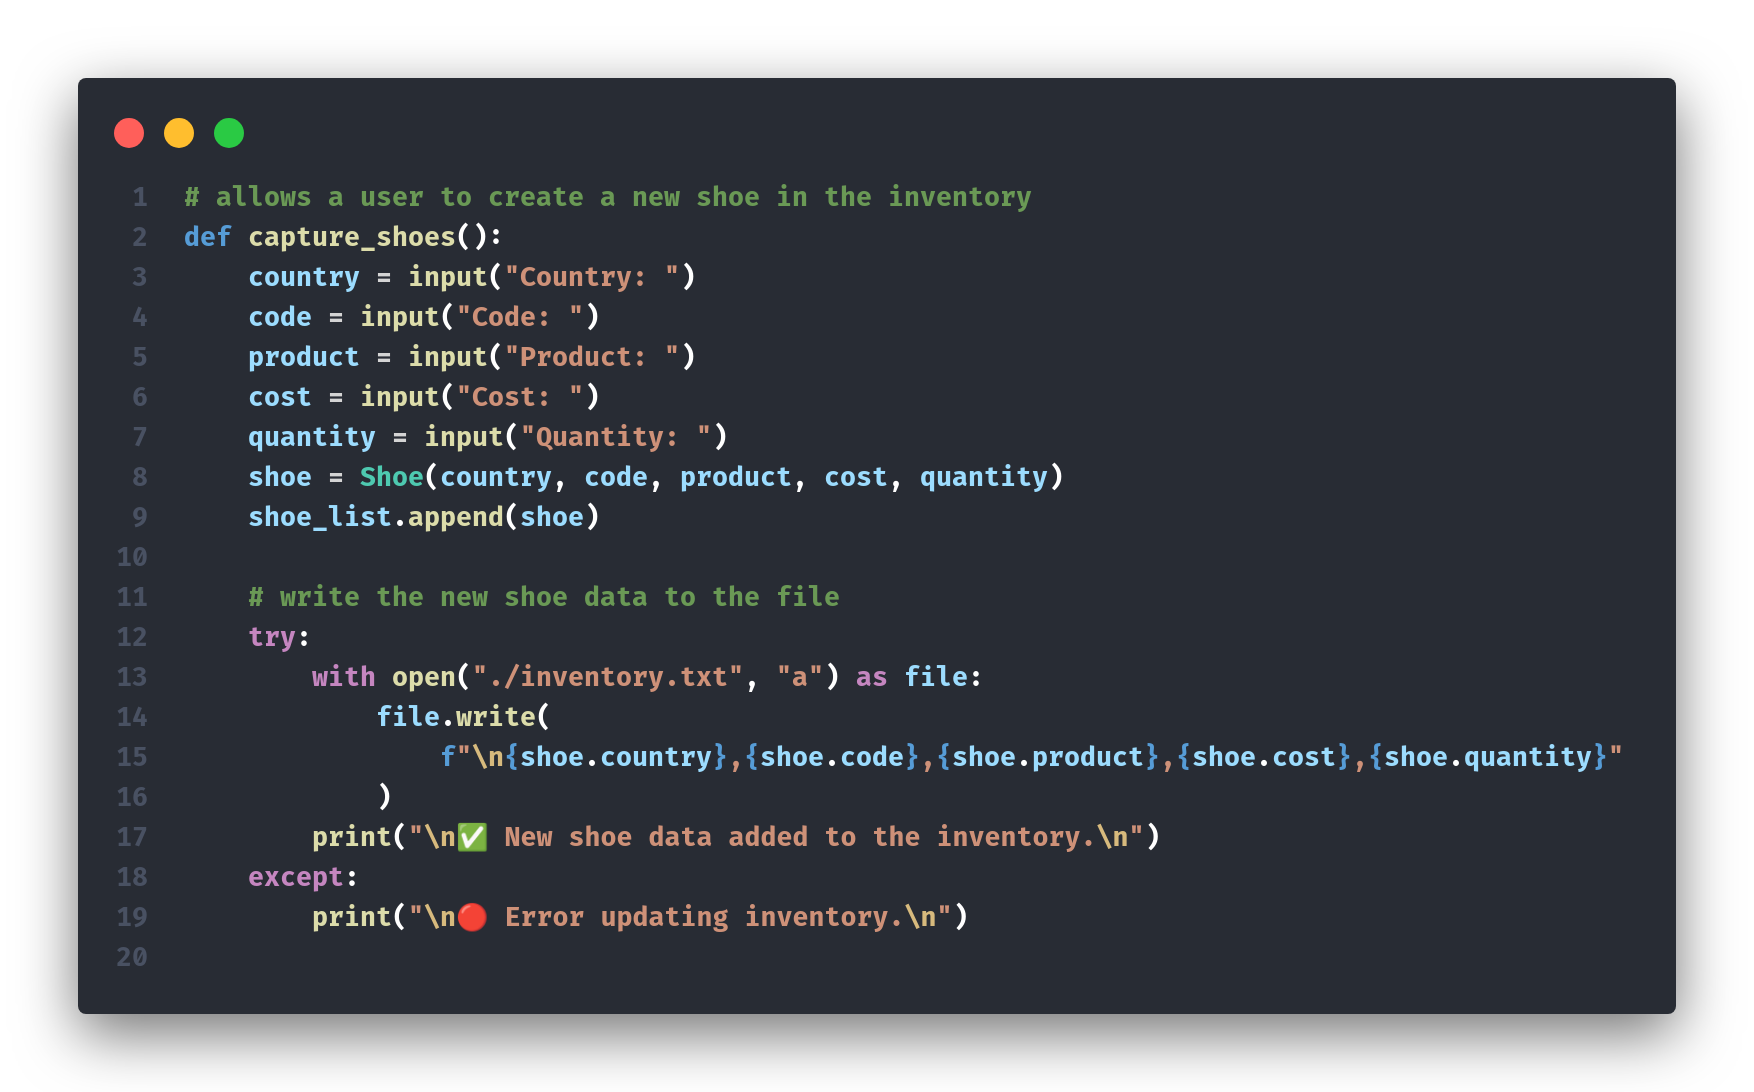 1 # allows a user to create a new shoe in the inventory
2 def capture_shoes():
3     country = input("Country: ")
4     code = input("Code: ")
5     product = input("Product: ")
6     cost = input("Cost: ")
7     quantity = input("Quantity: ")
8     shoe = Shoe(country, code, product, cost, quantity)
9     shoe_list.append(shoe)
10
11     # write the new shoe data to the file
12     try:
13         with open("./inventory.txt", "a") as file:
14             file.write(
15                 f"\n{shoe.country},{shoe.code},{shoe.product},{shoe.cost},{shoe.quantity}"
16             )
17         print("\n✅ New shoe data added to the inventory.\n")
18     except:
19         print("\n🔴 Error updating inventory.\n")
20